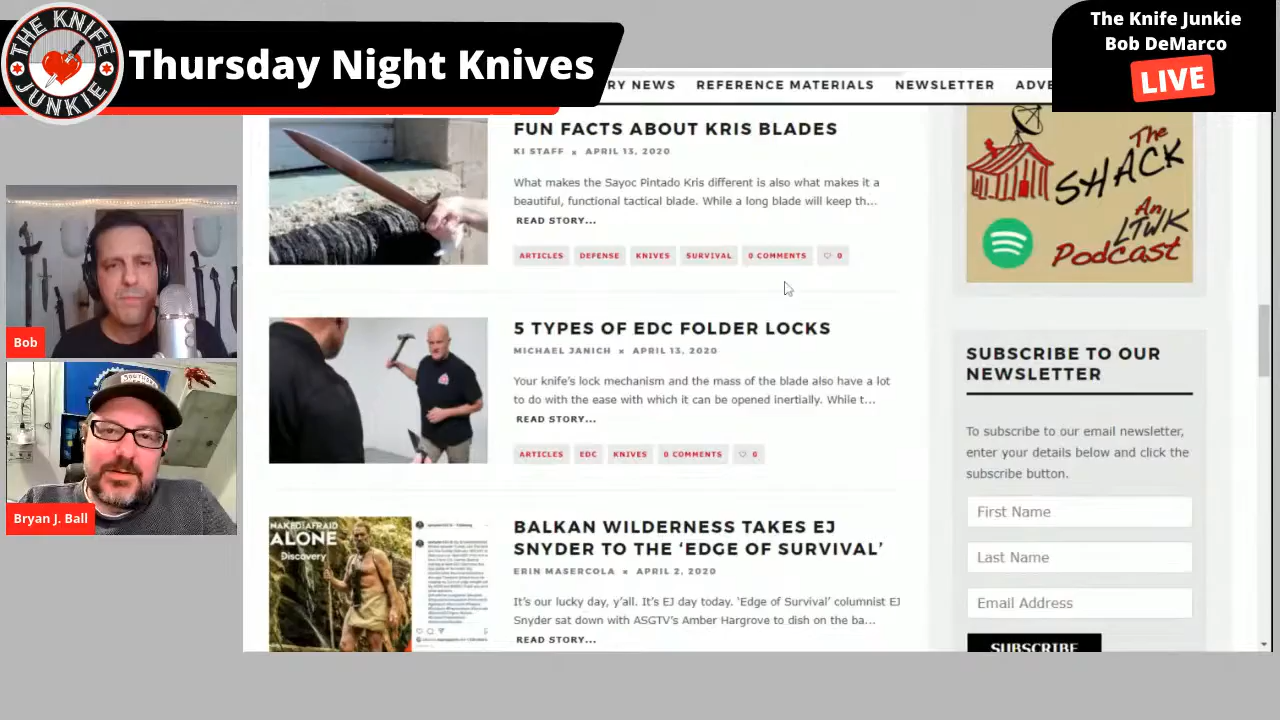 THE KNIFE
JUNKIE
Thursday Night Knives
The Knife Junkie
Bob DeMarco
LIVE
RY NEWS
REFERENCE MATERIALS
NEWSLETTER
ADVE
FUN FACTS ABOUT KRIS BLADES
KI STAFF × APRIL 13, 2020
What makes the Sayoc Pintado Kris different is also what makes it a
beautiful, functional tactical blade. While a long blade will keep th...
READ STORY...
ARTICLES
DEFENSE
KNIVES
SURVIVAL
0 COMMENTS
0
5 TYPES OF EDC FOLDER LOCKS
MICHAEL JANICH × APRIL 13, 2020
Your knife's lock mechanism and the mass of the blade also have a lot
to do with the ease with which it can be opened inertially. While t...
READ STORY...
ARTICLES
EDC
KNIVES
0 COMMENTS
0
NAKED AFRAID
ALONE
Discovery
BALKAN WILDERNESS TAKES EJ
SNYDER TO THE 'EDGE OF SURVIVAL'
ERIN MASERCOLA × APRIL 2, 2020
It's our lucky day, It's EJ day 'Edge of Survival' colum
Snyder sat down with ASGTV's Amber Hargrove to dish on the ba...
READ STORY...
The
SHACK
An
LTWK
Podcast
SUBSCRIBE TO OUR
NEWSLETTER
To subscribe to our email newsletter,
enter your details below and click the
subscribe button.
First Name
Last Name
Email Address
SUBSCRIBE
Bob
SOUTHERN
Bryan J. Ball